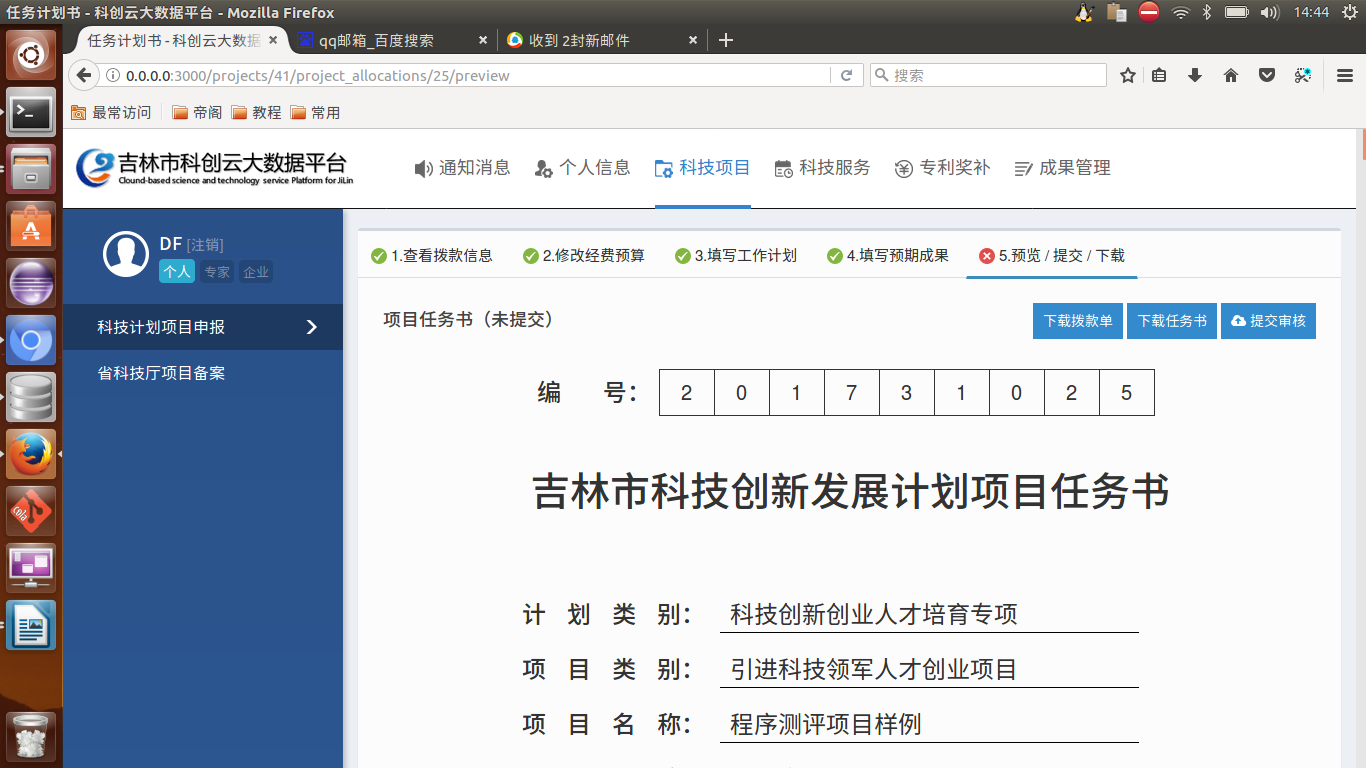 任务计划书 - 科创云大数据平台 - Mozilla Firefox
14:44
任务计划书 - 科创云大数据
qq邮箱_百度搜索
收到 2封新邮件
0.0.0.0:3000/projects/41/project_allocations/25/preview
搜索
最常访问 帝阁 教程 常用
吉林市科创云大数据平台
Clound-based science and technology service Platform for JiLin
通知消息 个人信息 科技项目 科技服务 专利奖补 成果管理
DF [注销]
个人 专家 企业
科技计划项目申报
省科技厅项目备案
1.查看拨款信息 2.修改经费预算 3.填写工作计划 4.填写预期成果 5.预览 / 提交 / 下载
项目任务书（未提交）
下载拨款单 下载任务书 提交审核
编 号： 2 0 1 7 3 1 0 2 5
吉林市科技创新发展计划项目任务书
计 划 类 别： 科技创新创业人才培育专项
项 目 类 别： 引进科技领军人才创业项目
项 目 名 称： 程序测评项目样例